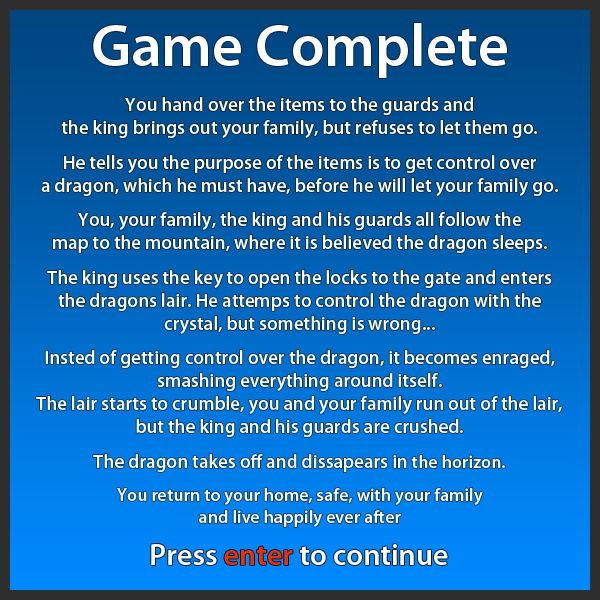 Game Complete
You hand over the items to the guards and
the king brings out your family, but refuses to let them go.
He tells you the purpose of the items is to get control over
a dragon, which he must have, before he will let your family go.
You, your family, the king and his guards all follow the
map to the mountain, where it is believed the dragon sleeps.
The king uses the key to open the locks to the gate and enters
the dragons lair. He attemps to control the dragon with the
crystal, but something is wrong...
Insted of getting control over the dragon, it becomes enraged,
smashing everything around itself.
The lair starts to crumble, you and your family run out of the lair,
but the king and his guards are crushed.
The dragon takes off and dissapears in the horizon.
You return to your home, safe, with your family
and live happily ever after
Press enter to continue